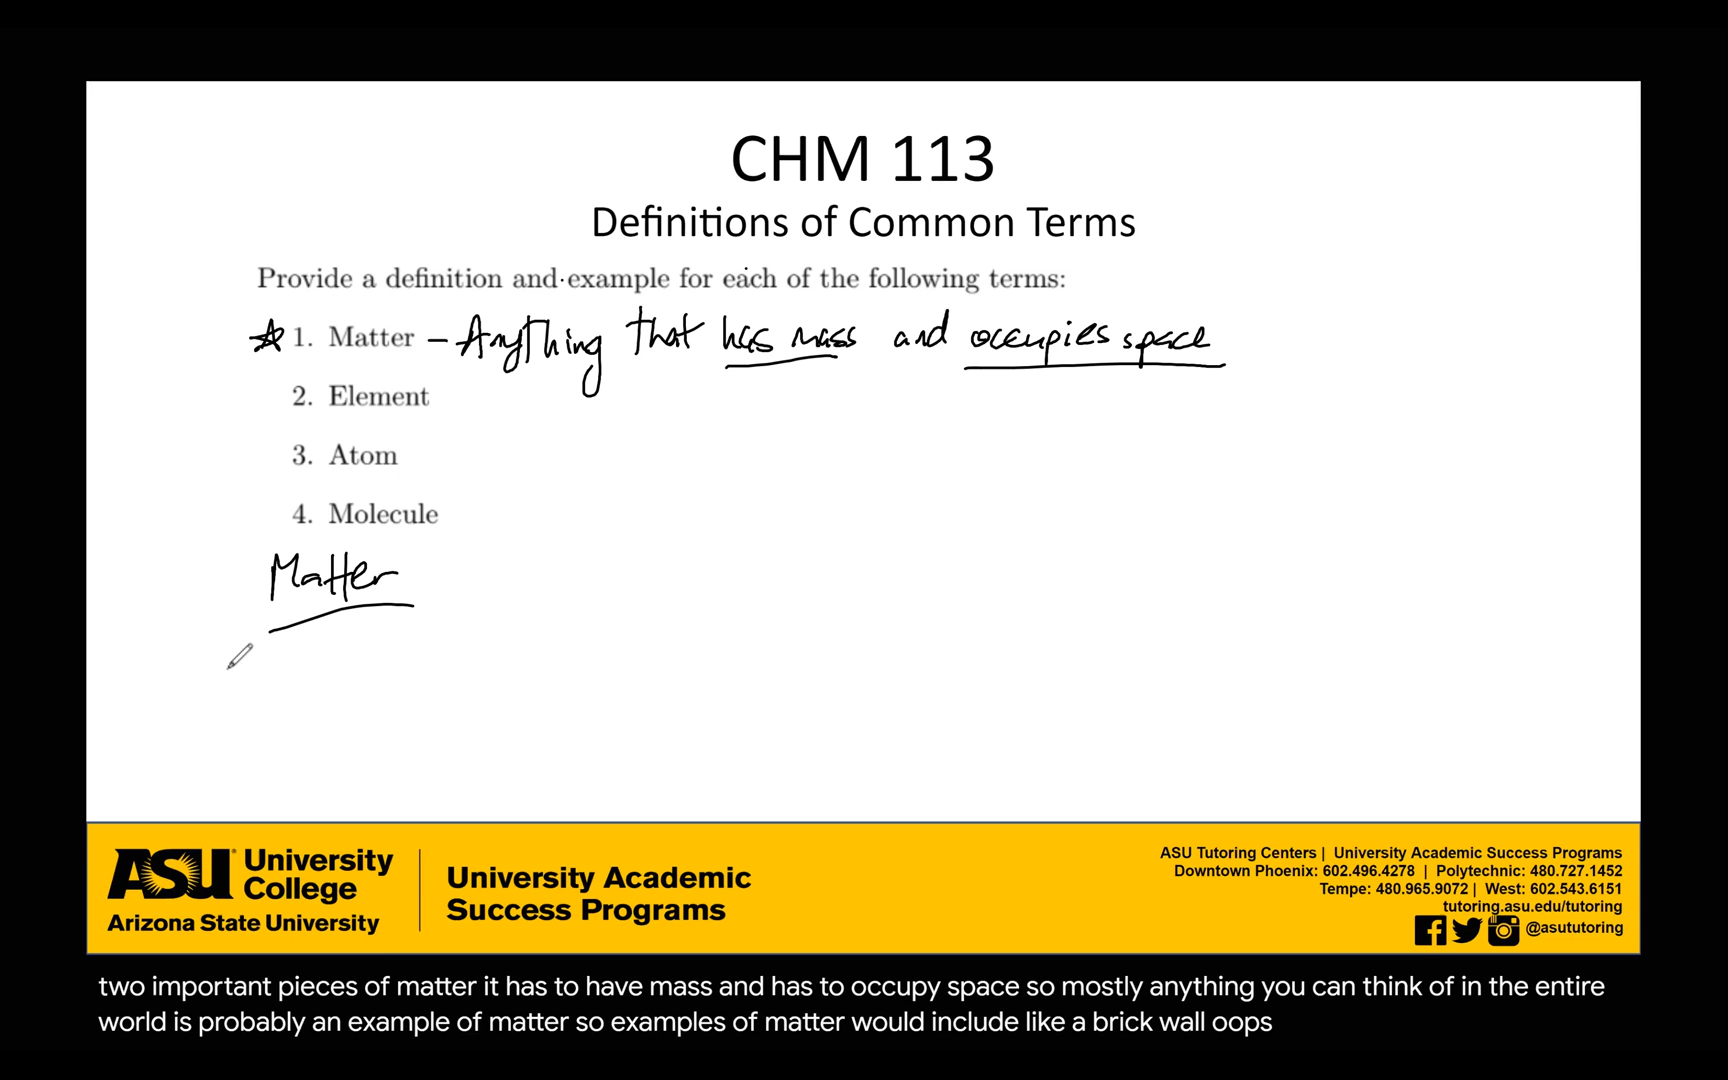 CHM 113
Definitions of Common Terms
Provide a definition and example for each of the following terms:
1. Matter – Anything that has mass and occupies space
2. Element
3. Atom
4. Molecule
Matter
ASU University College
Arizona State University
University Academic
Success Programs
ASU Tutoring Centers | University Academic Success Programs
Downtown Phoenix: 602.496.4278 | Polytechnic: 480.727.1452
Tempe: 480.965.9072 | West: 602.543.6151
tutoring.asu.edu/tutoring
@asututoring
two important pieces of matter it has to have mass and has to occupy space so mostly anything you can think of in the entire
world is probably an example of matter so examples of matter would include like a brick wall oops